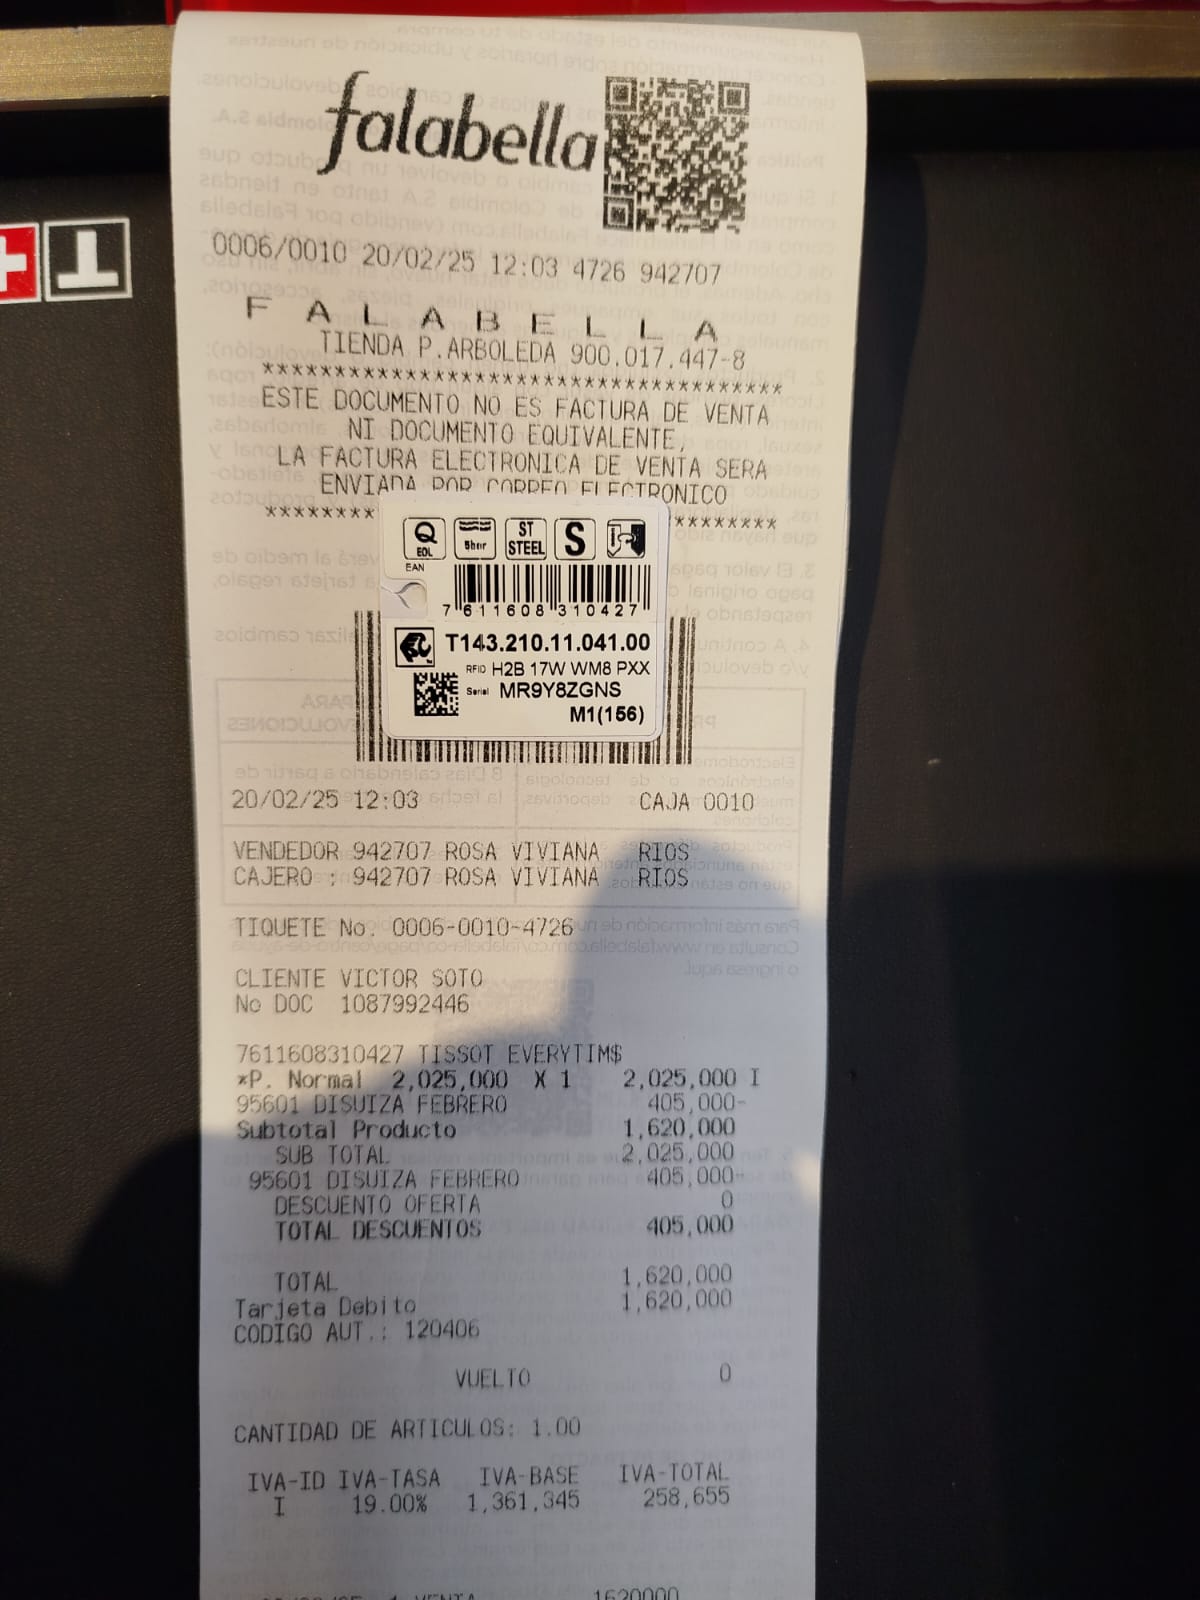 falabella
0006/0010 20/02/25 12:03 4726 942707
F A L A B E L L A
TIENDA P.ARBOLEDA 900.017.447-8
***************************************
ESTE DOCUMENTO NO ES FACTURA DE VENTA
NI DOCUMENTO EQUIVALENTE,
LA FACTURA ELECTRONICA DE VENTA SERA
ENVIADA POR CORREO ELECTRONICO
Q EOL 5bar ST STEEL S
EAN
7 611608 310427
T143.210.11.041.00
RFID H2B 17W WM8 PXX
Serial MR9Y8ZGNS
M1(156)
20/02/25 12:03 CAJA 0010
VENDEDOR 942707 ROSA VIVIANA RIOS
CAJERO : 942707 ROSA VIVIANA RIOS
TIQUETE No. 0006-0010-4726
CLIENTE VICTOR SOTO
No DOC 1087992446
7611608310427 TISSOT EVERYTIM$
*P. Normal 2,025,000 X 1 2,025,000 I
95601 DISUIZA FEBRERO 405,000-
Subtotal Producto 1,620,000
SUB TOTAL 2,025,000
95601 DISUIZA FEBRERO 405,000-
DESCUENTO OFERTA 0
TOTAL DESCUENTOS 405,000
TOTAL 1,620,000
Tarjeta Debito 1,620,000
CODIGO AUT.: 120406
VUELTO 0
CANTIDAD DE ARTICULOS: 1.00
IVA-ID IVA-TASA IVA-BASE IVA-TOTAL
I 19.00% 1,361,345 258,655
1 VENTA 1620000